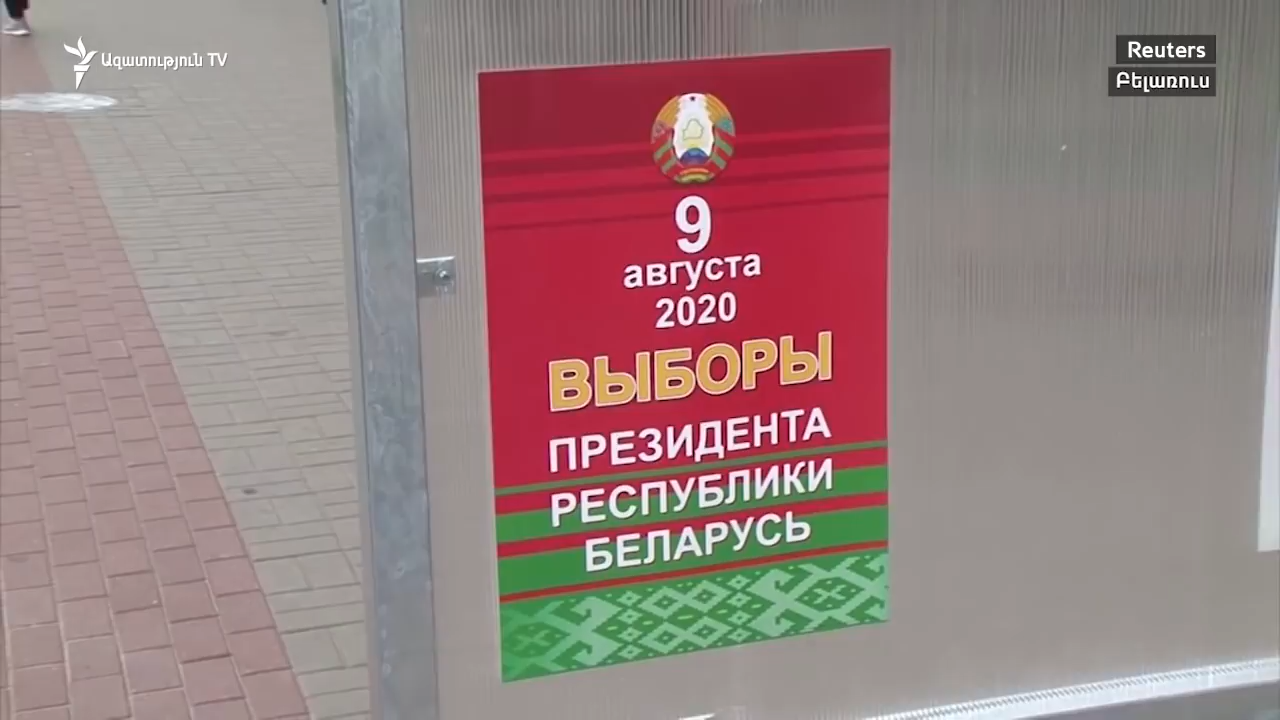 Ազատություն TV
Reuters
Բելառուս
9
августа
2020
ВЫБОРЫ
ПРЕЗИДЕНТА
РЕСПУБЛИКИ
БЕЛАРУСЬ